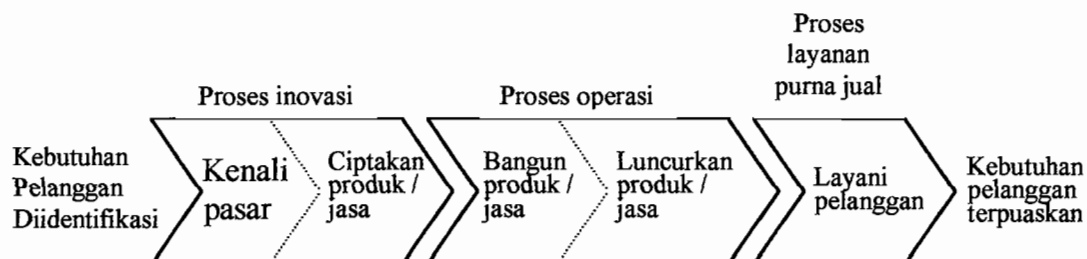 Proses inovasi
Proses operasi
Proses
layanan
purna jual
Kebutuhan
Pelanggan
Diidentifikasi
Kenali
pasar
Ciptakan
produk /
jasa
Bangun
produk /
jasa
Luncurkan
produk /
jasa
Layani
pelanggan
Kebutuhan
pelanggan
terpuaskan